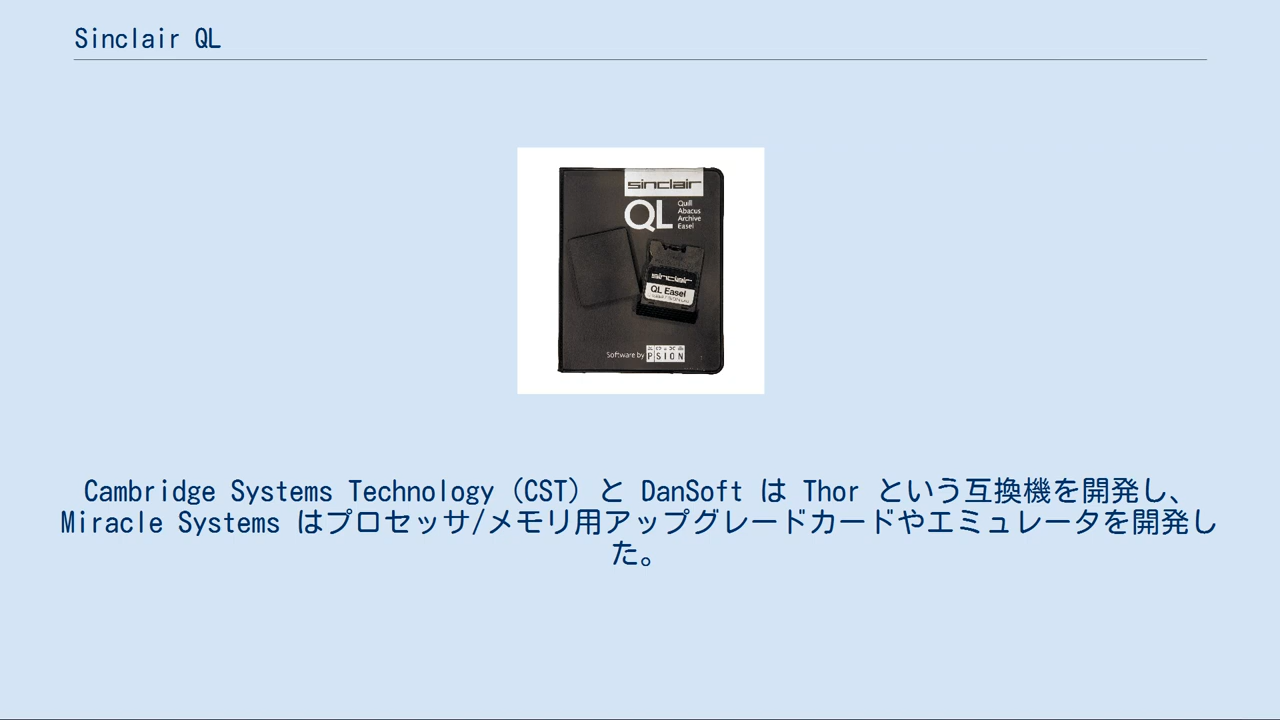 Sinclair QL
sinclair
QL
Quill
Abacus
Archive
Easel
sinclair
QL Easel
Software by PSION
Cambridge Systems Technology（CST）と DanSoft は Thor という互換機を開発し、
Miracle Systems はプロセッサ/メモリ用アップグレードカードやエミュレータを開発し
た。